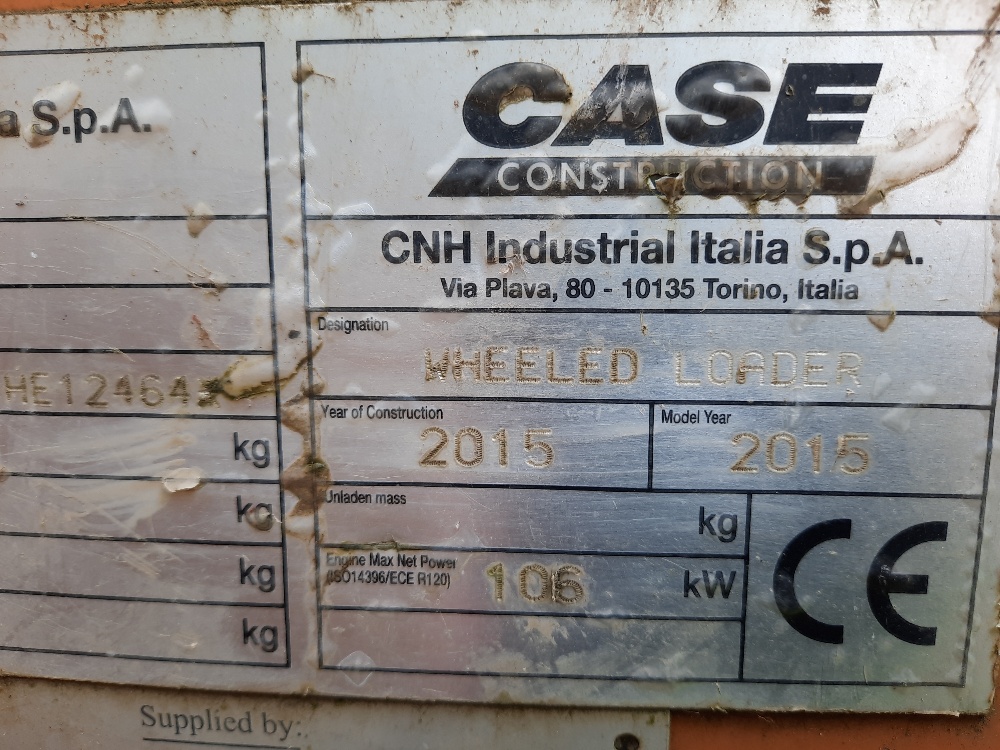 a S.p.A.
HE12464
kg
kg
kg
kg
CASE
CONSTRUCTION
CNH Industrial Italia S.p.A.
Via Plava, 80 - 10135 Torino, Italia
Designation
WHEELED LOADER
Year of Construction
2015
Model Year
2015
Unladen mass
kg
Engine Max Net Power
(ISO14396/ECE R120)
106 kW
CE
Supplied by: